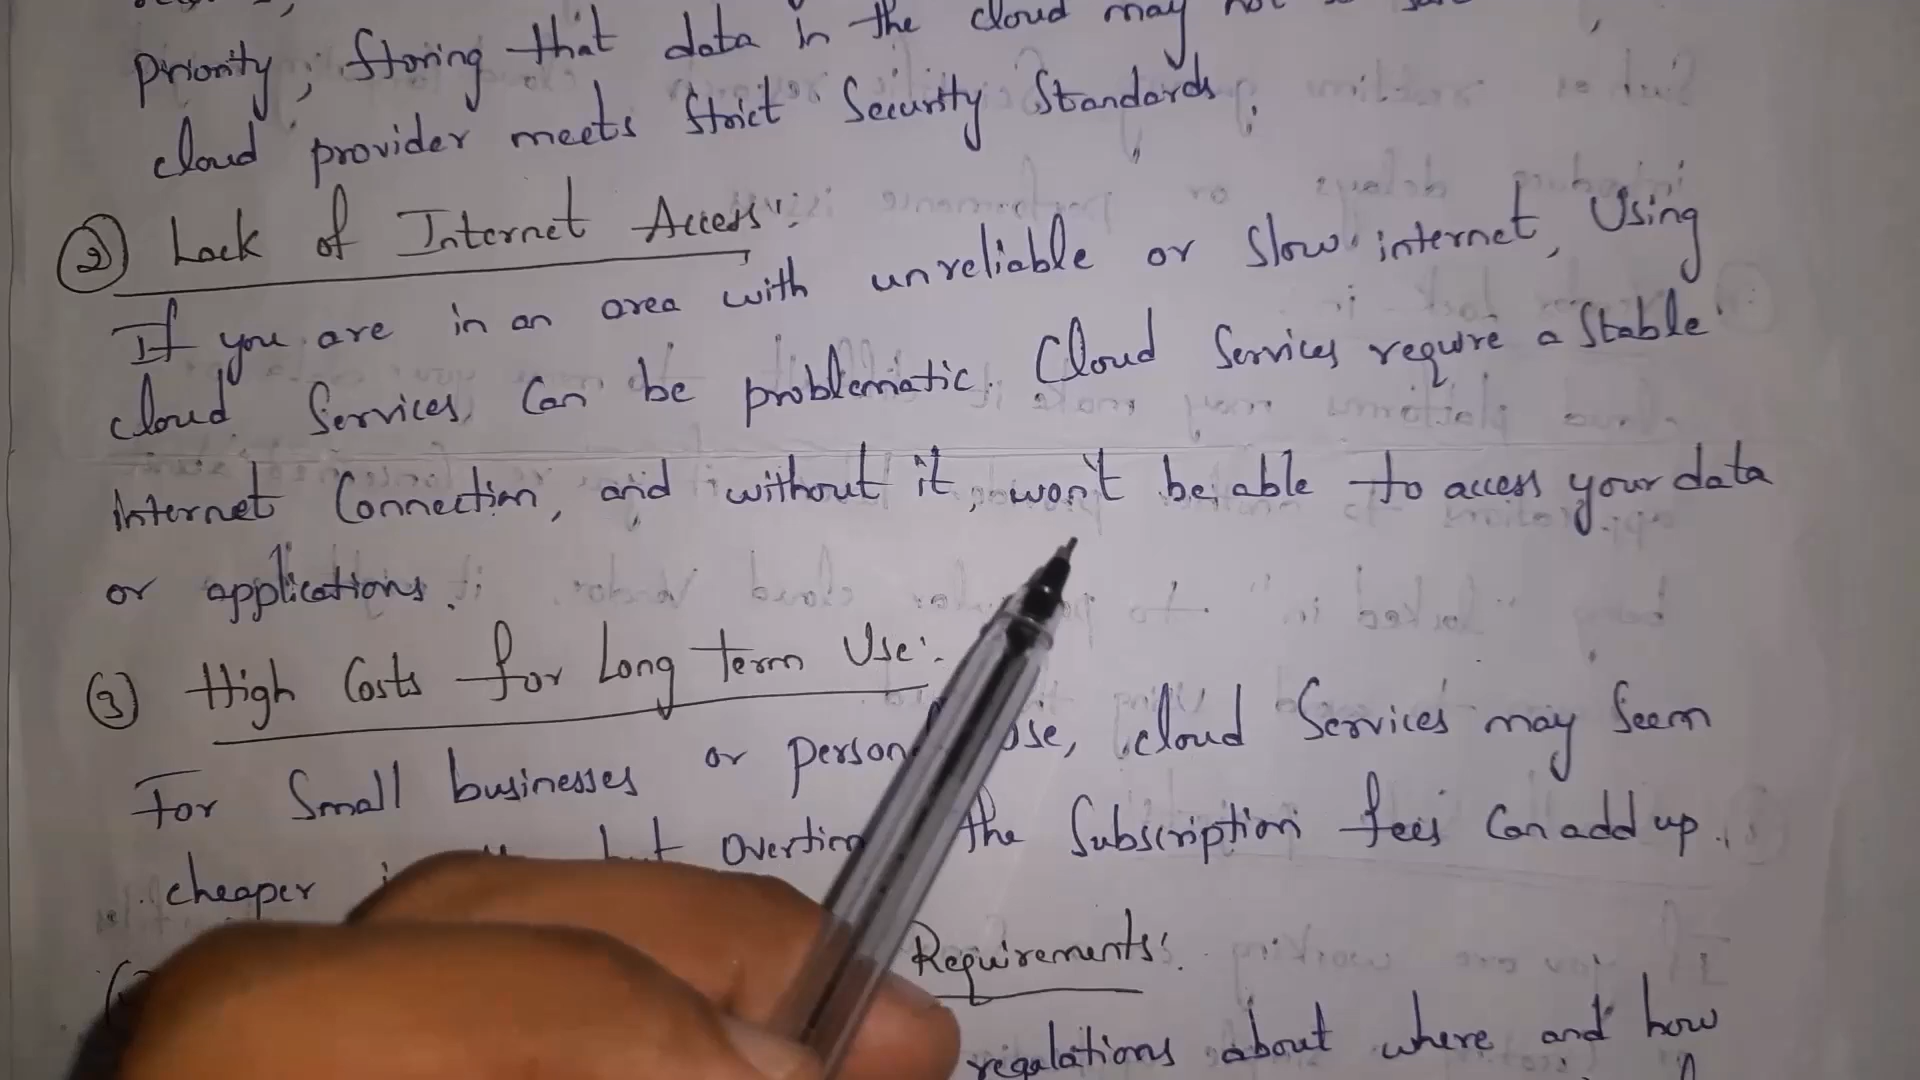 priority, storing that data in the cloud may
cloud provider meets Strict Security Standards.
② Lack of Internet Access:
If you are in an area with unreliable or slow internet, Using
cloud Services can be problematic. Cloud Services require a stable
internet Connection, and without it, won't be able to access your data
or applications.
③ High Costs for Long term Use:
For Small businesses or person use, cloud Services may Seem
cheaper but overtime the Subscription fees can add up.
Requirements:
regulations about where and how